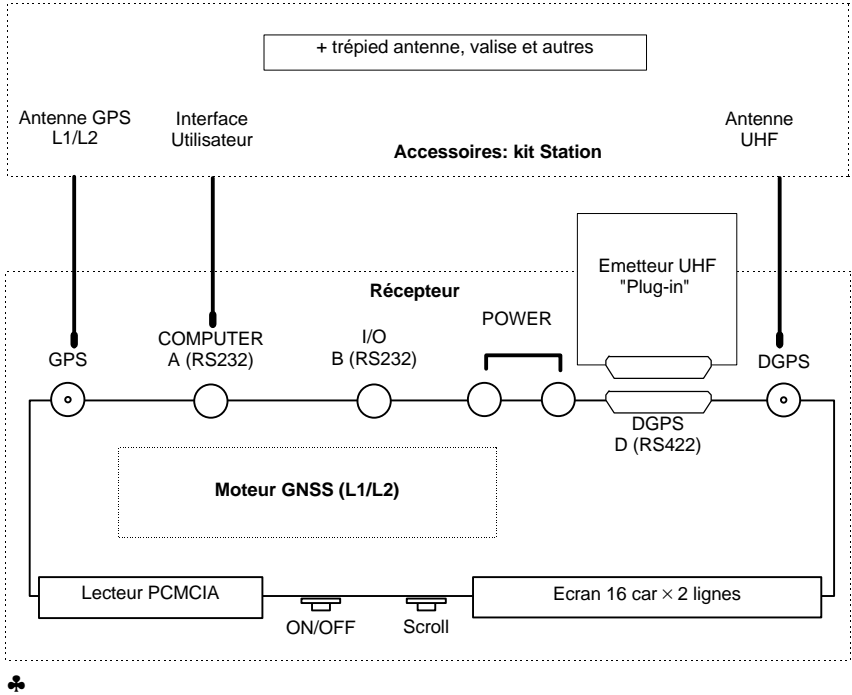 + trépied antenne, valise et autres
Antenne GPS
L1/L2
Interface
Utilisateur
Antenne
UHF
Accessoires: kit Station
Emetteur UHF
"Plug-in"
Récepteur
POWER
GPS
COMPUTER
A (RS232)
I/O
B (RS232)
DGPS
DGPS
D (RS422)
Moteur GNSS (L1/L2)
Lecteur PCMCIA
Ecran 16 car × 2 lignes
ON/OFF
Scroll
♣